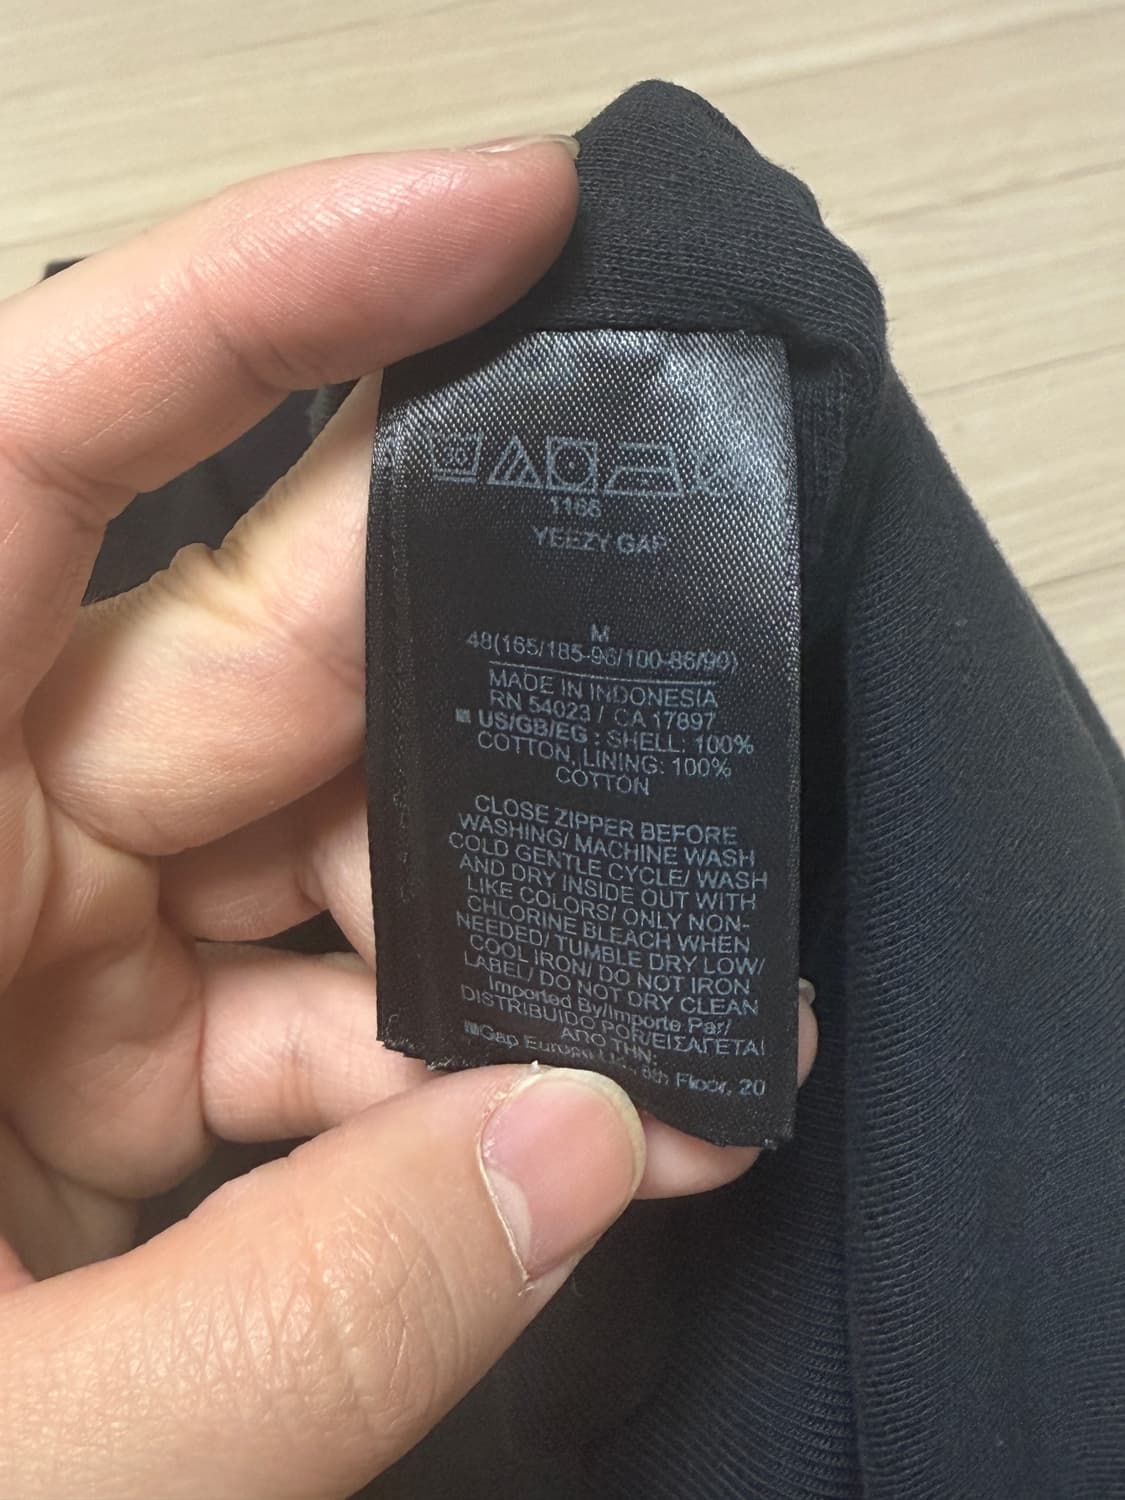 30
1166
YEEZY GAP
M
48(165/185-96/100-86/90)
MADE IN INDONESIA
RN 54023 / CA 17897
US/GB/EG : SHELL: 100%
COTTON, LINING: 100%
COTTON
CLOSE ZIPPER BEFORE
WASHING/ MACHINE WASH
COLD GENTLE CYCLE/ WASH
AND DRY INSIDE OUT WITH
LIKE COLORS/ ONLY NON-
CHLORINE BLEACH WHEN
NEEDED/ TUMBLE DRY LOW/
COOL IRON/ DO NOT IRON
LABEL/ DO NOT DRY CLEAN
Imported By/Importe Par/
DISTRIBUIDO POR/ΕΙΣΑΓΕΤΑΙ
ΑΠΟ ΤΗΝ:
Gap Floor, 20